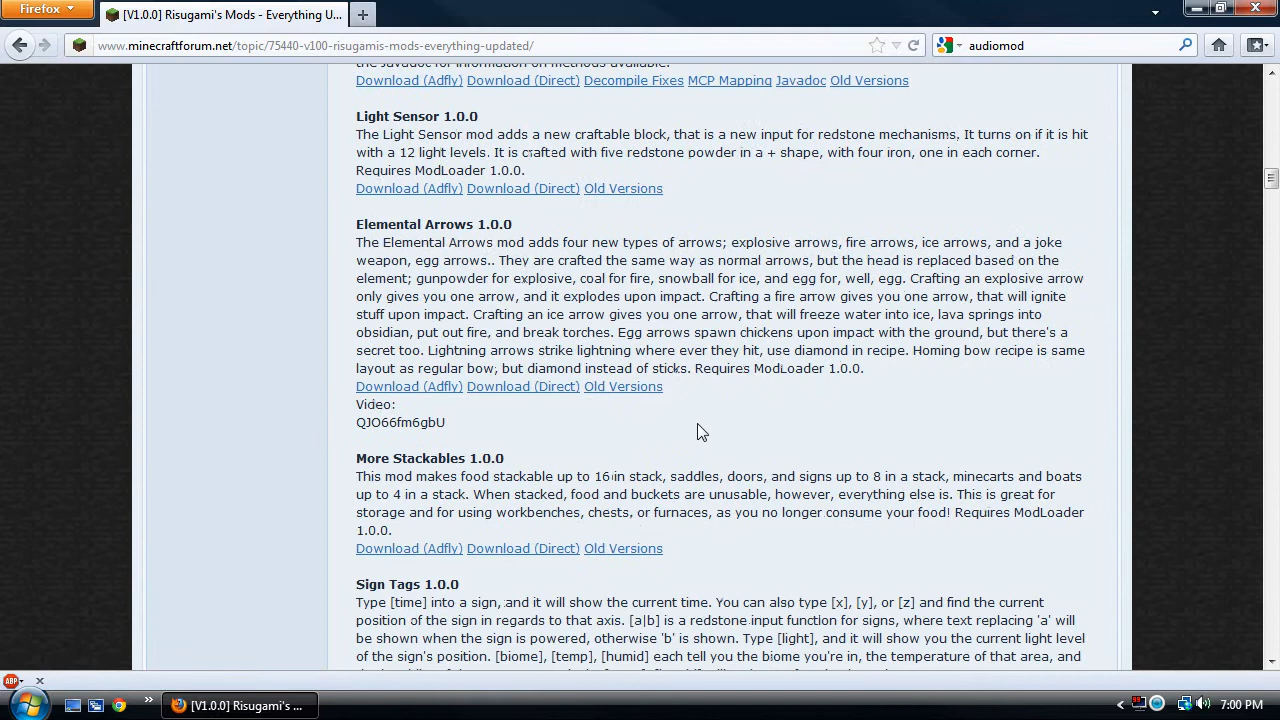 Firefox
[V1.0.0] Risugami's Mods - Everything U...
www.minecraftforum.net/topic/75440-v100-risugamis-mods-everything-updated/
audiomod
the Javadoc for information on methods available.
Download (Adfly) Download (Direct) Decompile Fixes MCP Mapping Javadoc Old Versions
Light Sensor 1.0.0
The Light Sensor mod adds a new craftable block, that is a new input for redstone mechanisms. It turns on if it is hit
with a 12 light levels. It is crafted with five redstone powder in a + shape, with four iron, one in each corner.
Requires ModLoader 1.0.0.
Download (Adfly) Download (Direct) Old Versions
Elemental Arrows 1.0.0
The Elemental Arrows mod adds four new types of arrows; explosive arrows, fire arrows, ice arrows, and a joke
weapon, egg arrows.. They are crafted the same way as normal arrows, but the head is replaced based on the
element; gunpowder for explosive, coal for fire, snowball for ice, and egg for, well, egg. Crafting an explosive arrow
only gives you one arrow, and it explodes upon impact. Crafting a fire arrow gives you one arrow, that will ignite
stuff upon impact. Crafting an ice arrow gives you one arrow, that will freeze water into ice, lava springs into
obsidian, put out fire, and break torches. Egg arrows spawn chickens upon impact with the ground, but there's a
secret too. Lightning arrows strike lightning where ever they hit, use diamond in recipe. Homing bow recipe is same
layout as regular bow, but diamond instead of sticks. Requires ModLoader 1.0.0.
Download (Adfly) Download (Direct) Old Versions
Video:
QJO66fm6gbU
More Stackables 1.0.0
This mod makes food stackable up to 16 in stack, saddles, doors, and signs up to 8 in a stack, minecarts and boats
up to 4 in a stack. When stacked, food and buckets are unusable, however, everything else is. This is great for
storage and for using workbenches, chests, or furnaces, as you no longer consume your food! Requires ModLoader
1.0.0.
Download (Adfly) Download (Direct) Old Versions
Sign Tags 1.0.0
Type [time] into a sign, and it will show the current time. You can also type [x], [y], or [z] and find the current
position of the sign in regards to that axis. [a|b] is a redstone input function for signs, where text replacing 'a' will
be shown when the sign is powered, otherwise 'b' is shown. Type [light], and it will show you the current light level
of the sign's position. [biome], [temp], [humid] each tell you the biome you're in, the temperature of that area, and
ABP
[V1.0.0] Risugami's ...
7:00 PM